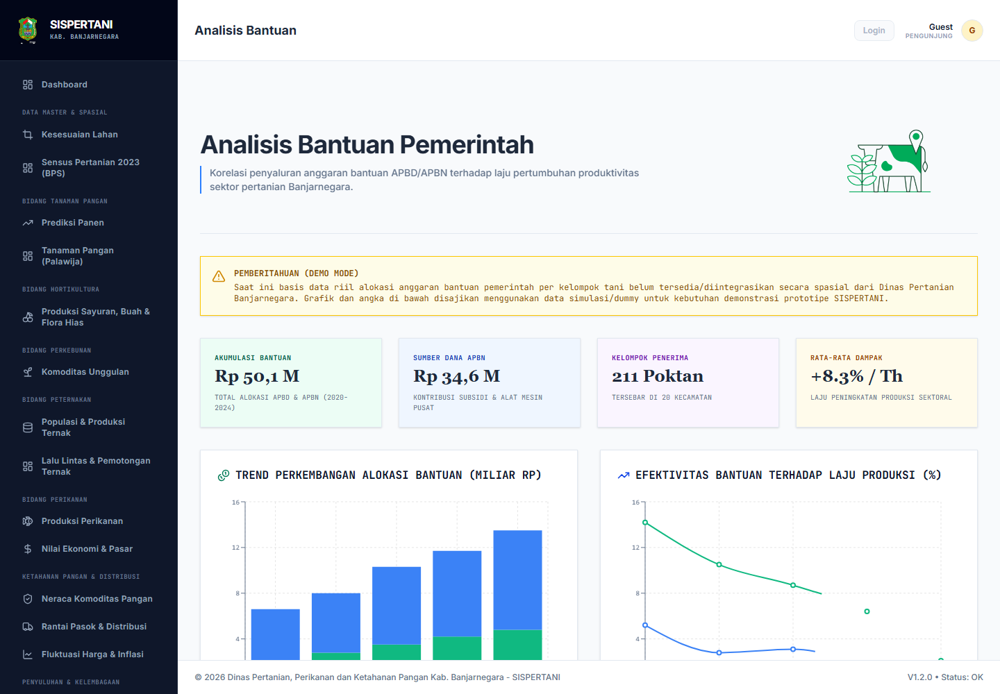 SISPERTANI
KAB. BANJARNEGARA
Dashboard
DATA MASTER & SPASIAL
Kesesuaian Lahan
Sensus Pertanian 2023
(BPS)
BIDANG TANAMAN PANGAN
Prediksi Panen
Tanaman Pangan
(Palawija)
BIDANG HORTIKULTURA
Produksi Sayuran, Buah &
Flora Hias
BIDANG PERKEBUNAN
Komoditas Unggulan
BIDANG PETERNAKAN
Populasi & Produksi
Ternak
Lalu Lintas & Pemotongan
Ternak
BIDANG PERIKANAN
Produksi Perikanan
Nilai Ekonomi & Pasar
KETAHANAN PANGAN & DISTRIBUSI
Neraca Komoditas Pangan
Rantai Pasok & Distribusi
Fluktuasi Harga & Inflasi
PENYULUHAN & KELEMBAGAAN
Analisis Bantuan
Login
Guest
PENGUNJUNG
G
Analisis Bantuan Pemerintah
Korelasi penyaluran anggaran bantuan APBD/APBN terhadap laju pertumbuhan produktivitas
sektor pertanian Banjarnegara.
PEMBERITAHUAN (DEMO MODE)
Saat ini basis data riil alokasi anggaran bantuan pemerintah per kelompok tani belum tersedia/diintegrasikan secara spasial dari Dinas Pertanian
Banjarnegara. Grafik dan angka di bawah disajikan menggunakan data simulasi/dummy untuk kebutuhan demonstrasi prototipe SISPERTANI.
AKUMULASI BANTUAN
Rp 50,1 M
TOTAL ALOKASI APBD & APBN (2020-
2024)
SUMBER DANA APBN
Rp 34,6 M
KONTRIBUSI SUBSIDI & ALAT MESIN
PUSAT
KELOMPOK PENERIMA
211 Poktan
TERSEBAR DI 20 KECAMATAN
RATA-RATA DAMPAK
+8.3% / Th
LAJU PENINGKATAN PRODUKSI SEKTORAL
TREND PERKEMBANGAN ALOKASI BANTUAN (MILIAR RP)
16
12
8
4
EFEKTIVITAS BANTUAN TERHADAP LAJU PRODUKSI (%)
16
12
8
4
© 2026 Dinas Pertanian, Perikanan dan Ketahanan Pangan Kab. Banjarnegara - SISPERTANI
V1.2.0 • Status: OK